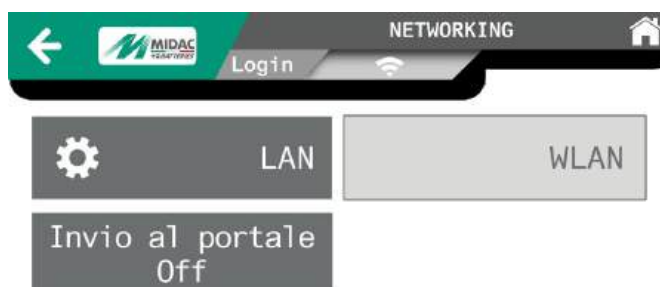 NETWORKING
MIDAC
Login
LAN
WLAN
Invio al portale
Off